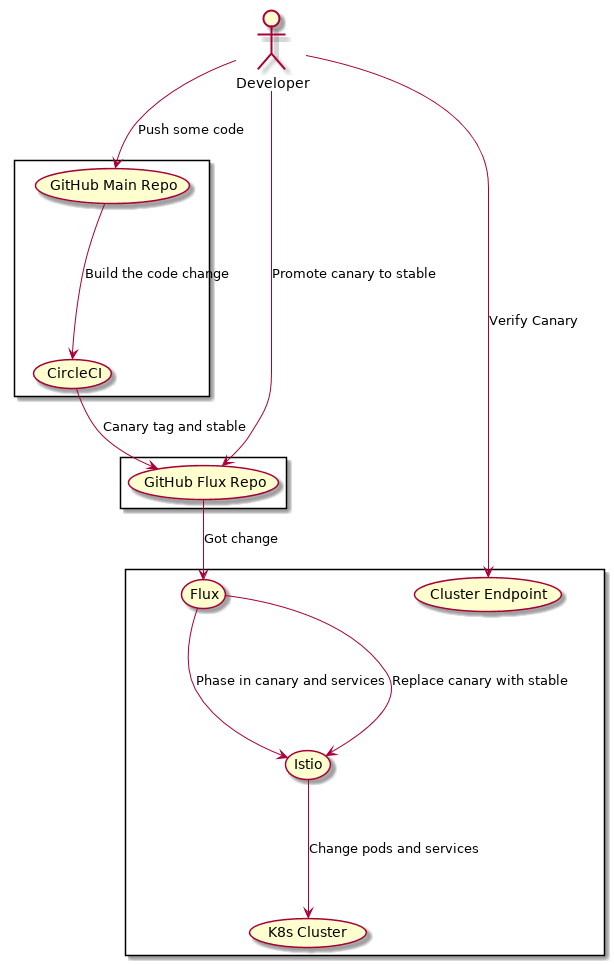 Developer
Push some code
GitHub Main Repo
Build the code change
Promote canary to stable
Verify Canary
CircleCI
Canary tag and stable
GitHub Flux Repo
Got change
Flux
Cluster Endpoint
Phase in canary and services
Replace canary with stable
Istio
Change pods and services
K8s Cluster